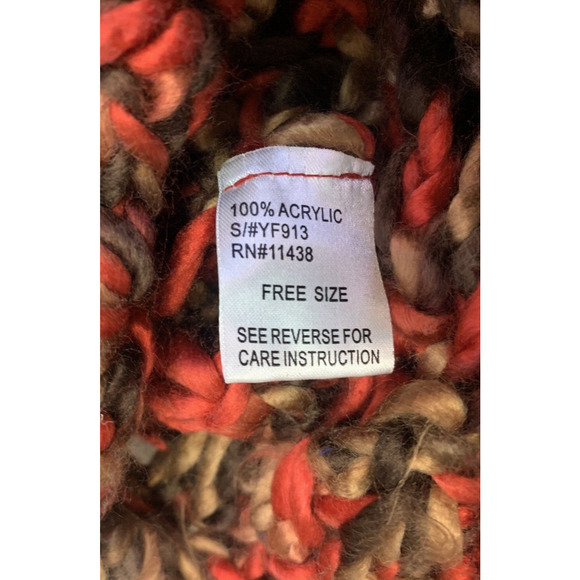 100% ACRYLIC
S/#YF913
RN#11438
FREE SIZE
SEE REVERSE FOR
CARE INSTRUCTION